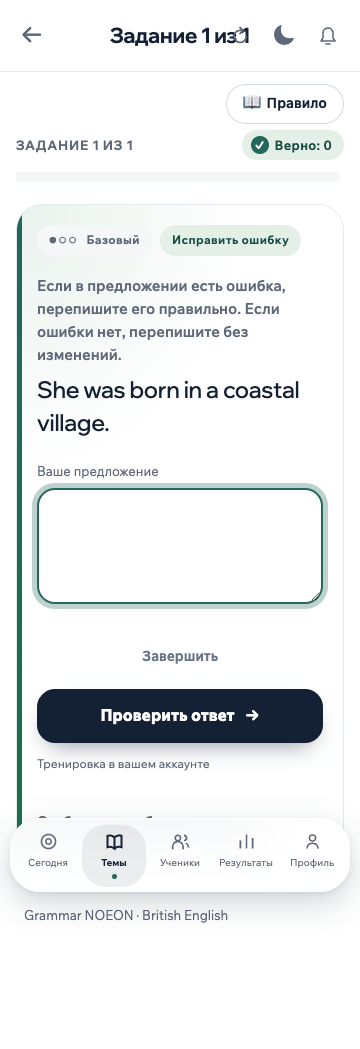 Задание 1 из 1
Правило
ЗАДАНИЕ 1 ИЗ 1
Верно: 0
Базовый
Исправить ошибку
Если в предложении есть ошибка,
перепишите его правильно. Если
ошибки нет, перепишите без
изменений.
She was born in a coastal
village.
Ваше предложение
Завершить
Проверить ответ →
Тренировка в вашем аккаунте
Сегодня
Темы
Ученики
Результаты
Профиль
Grammar NOEON · British English